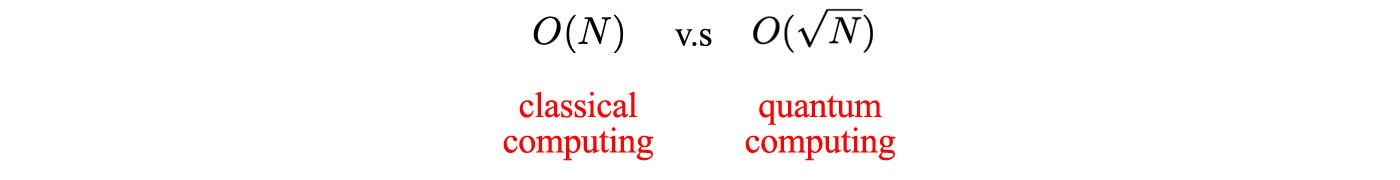 O(N) v.s O(√N)
classical quantum
computing computing